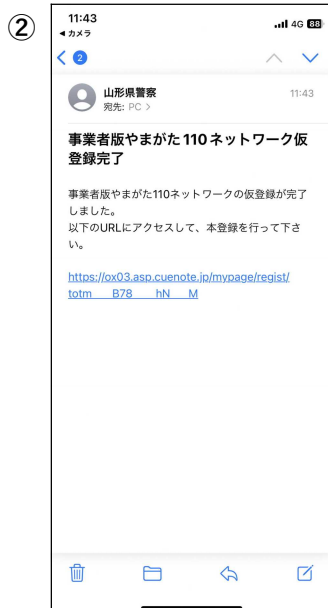 ②
11:43
4G 88
◀ カメラ
2
山形県警察
11:43
宛先: PC >
事業者版やまがた110ネットワーク仮
登録完了
事業者版やまがた110ネットワークの仮登録が完了
しました。
以下のURLにアクセスして、本登録を行って下さ
い。
https://ox03.asp.cuenote.jp/mypage/regist/
totm B78 hN M